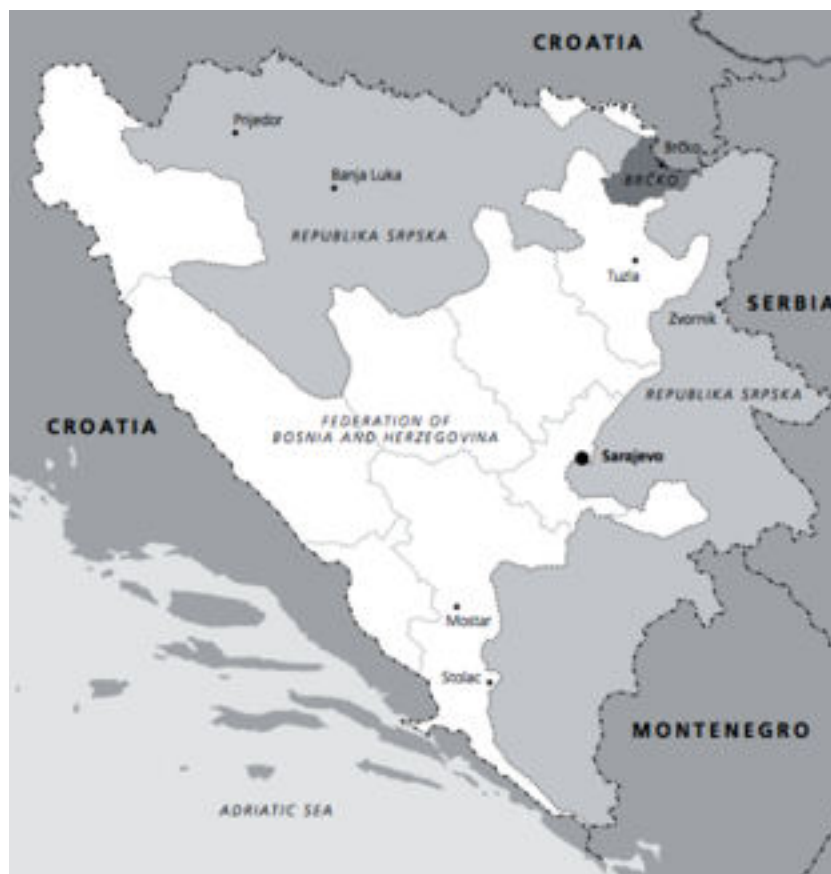 CROATIA
Prijedor
Brčko
Banja Luka
BRČKO
REPUBLIKA SRPSKA
Tuzla
SERBIA
Zvornik
REPUBLIKA SRPSKA
FEDERATION OF
BOSNIA AND HERZEGOVINA
CROATIA
Sarajevo
Mostar
Stolac
MONTENEGRO
ADRIATIC SEA